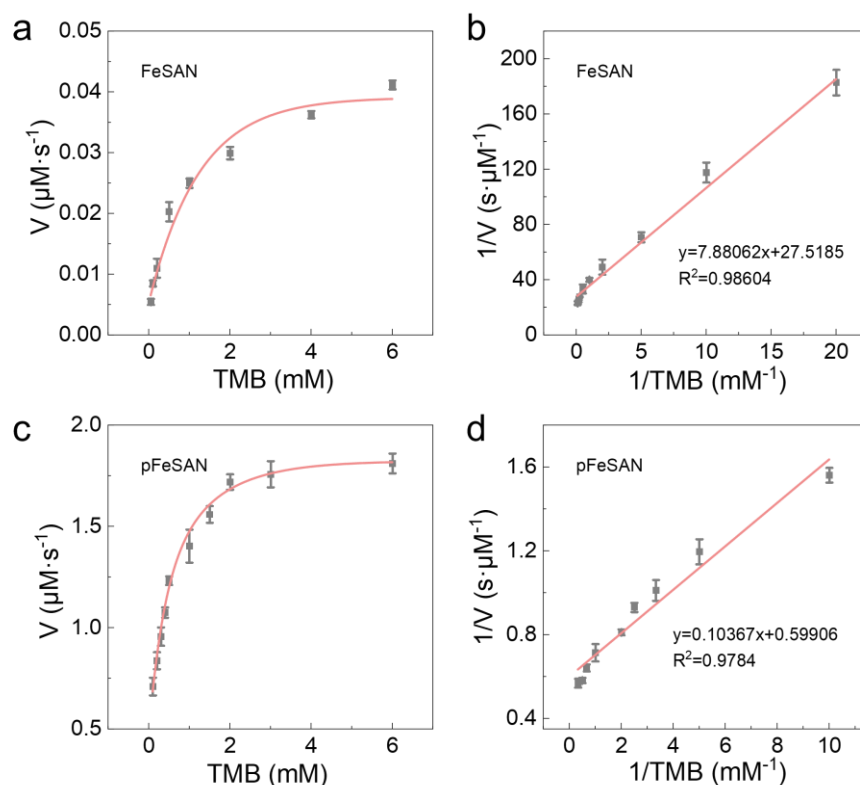 a
FeSAN
V (μM·s⁻¹)
0.05
0.04
0.03
0.02
0.01
0.00
0 2 4 6
TMB (mM)
b
FeSAN
1/V (s·μM⁻¹)
200
160
120
80
40
0
y=7.88062x+27.5185
R²=0.98604
0 5 10 15 20
1/TMB (mM⁻¹)
c
pFeSAN
V (μM·s⁻¹)
2.0
1.5
1.0
0.5
0 2 4 6
TMB (mM)
d
pFeSAN
1/V (s·μM⁻¹)
1.6
1.2
0.8
0.4
y=0.10367x+0.59906
R²=0.9784
0 2 4 6 8 10
1/TMB (mM⁻¹)